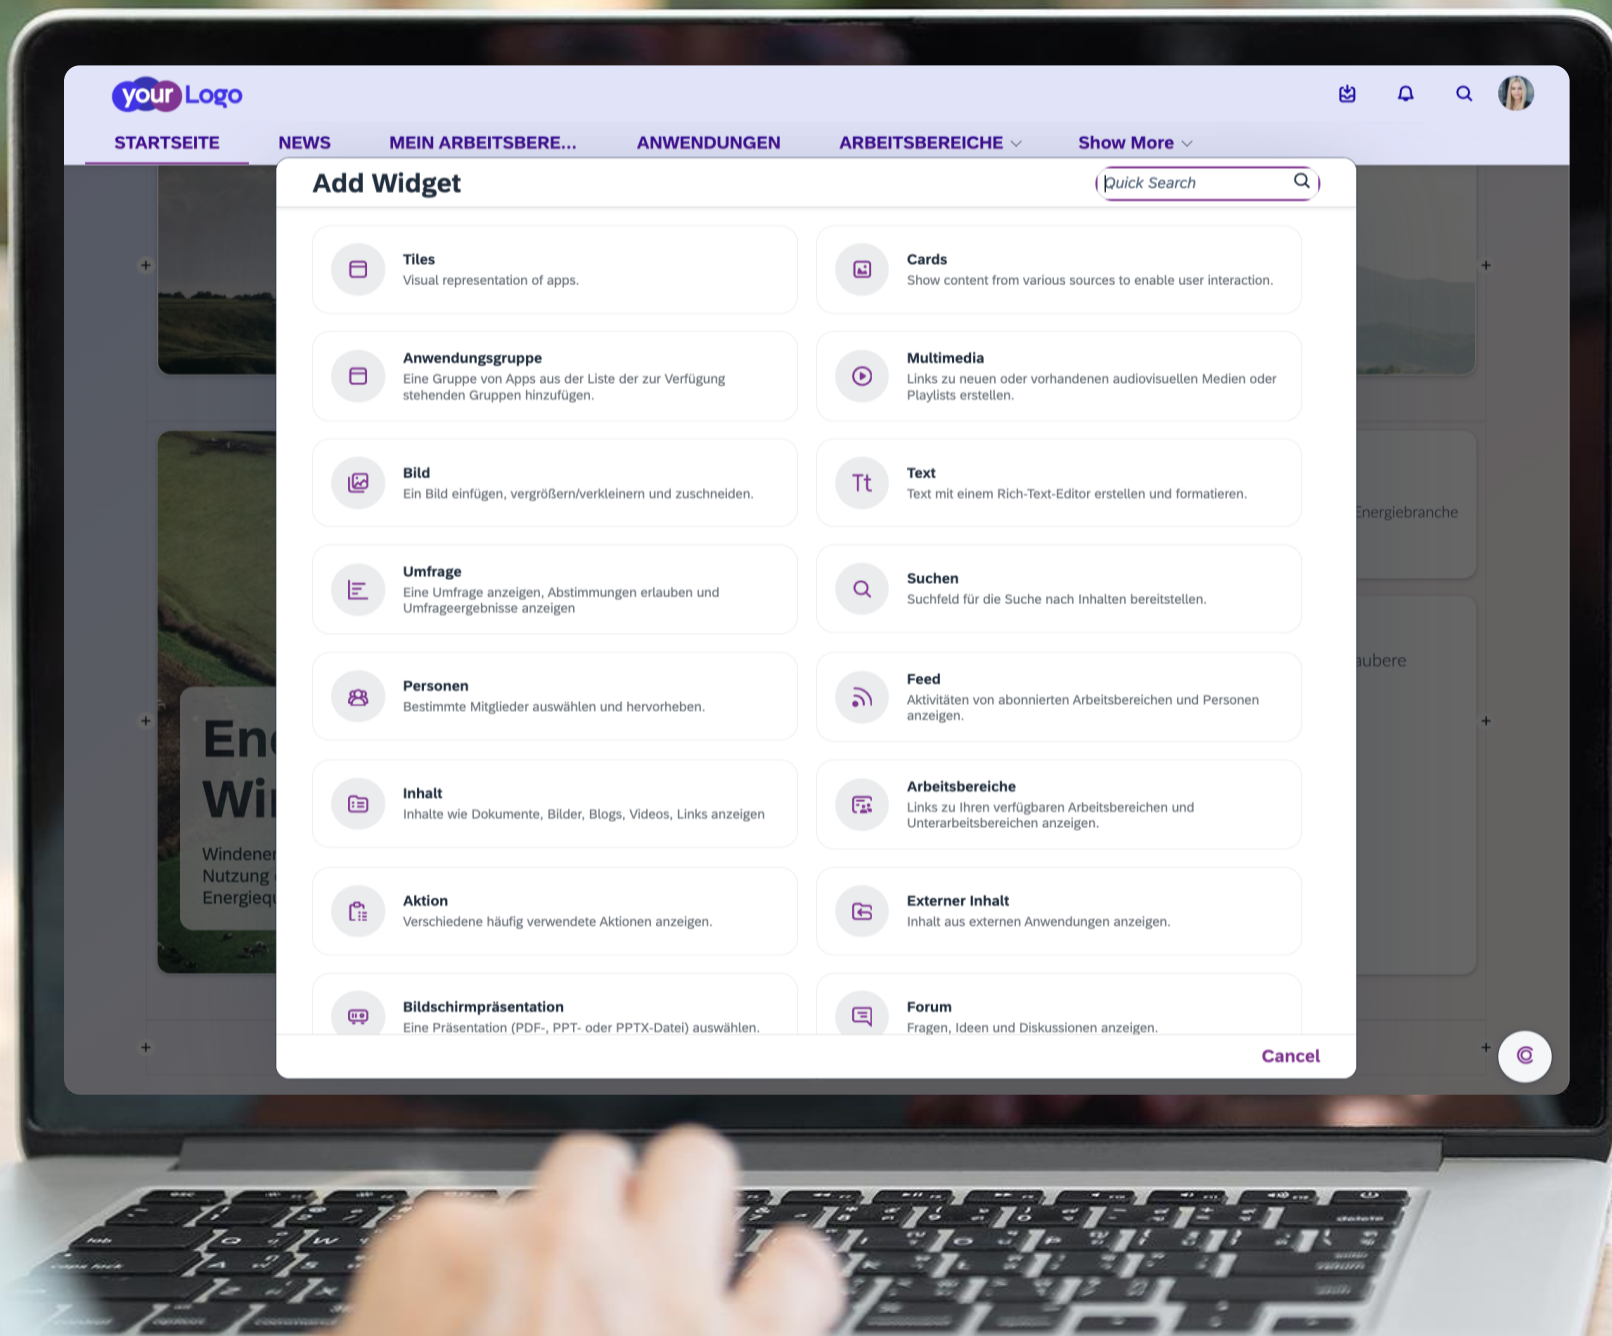 your Logo
STARTSEITE
NEWS
MEIN ARBEITSBERE...
ANWENDUNGEN
ARBEITSBEREICHE
Show More
Add Widget
Quick Search
Tiles
Visual representation of apps.
Cards
Show content from various sources to enable user interaction.
Anwendungsgruppe
Eine Gruppe von Apps aus der Liste der zur Verfügung
stehenden Gruppen hinzufügen.
Multimedia
Links zu neuen oder vorhandenen audiovisuellen Medien oder
Playlists erstellen.
Bild
Ein Bild einfügen, vergrößern/verkleinern und zuschneiden.
Tt
Text
Text mit einem Rich-Text-Editor erstellen und formatieren.
Energiebranche
Umfrage
Eine Umfrage anzeigen, Abstimmungen erlauben und
Umfrageergebnisse anzeigen
Suchen
Suchfeld für die Suche nach Inhalten bereitstellen.
Personen
Bestimmte Mitglieder auswählen und hervorheben.
Feed
Aktivitäten von abonnierten Arbeitsbereichen und Personen
anzeigen.
aubere
Inhalt
Inhalte wie Dokumente, Bilder, Blogs, Videos, Links anzeigen
Arbeitsbereiche
Links zu Ihren verfügbaren Arbeitsbereichen und
Unterarbeitsbereichen anzeigen.
Wi
Windener
Nutzung
Energiequ
Aktion
Verschiedene häufig verwendete Aktionen anzeigen.
Externer Inhalt
Inhalt aus externen Anwendungen anzeigen.
Bildschirmpräsentation
Eine Präsentation (PDF-, PPT- oder PPTX-Datei) auswählen.
Forum
Fragen, Ideen und Diskussionen anzeigen.
Cancel
esc
delete
tab
Q
W
A
S
caps lock